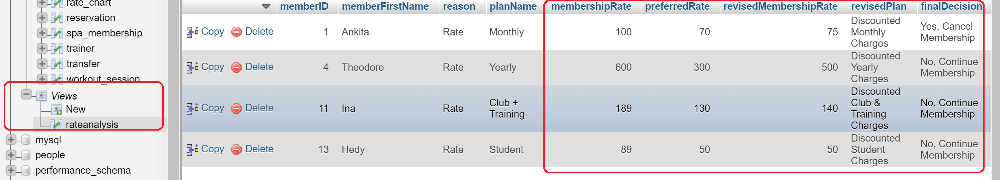 rate_chart
reservation
spa_membership
trainer
transfer
workout_session
Views
New
rateanalysis
mysql
people
performance_schema
memberID memberFirstName reason planName membershipRate preferredRate revisedMembershipRate revisedPlan finalDecision
Copy Delete 1 Ankita Rate Monthly 100 70 75 Discounted Monthly Charges Yes, Cancel Membership
Copy Delete 4 Theodore Rate Yearly 600 300 500 Discounted Yearly Charges No, Continue Membership
Copy Delete 11 Ina Rate Club + Training 189 130 140 Discounted Club & Training Charges No, Continue Membership
Copy Delete 13 Hedy Rate Student 89 50 50 Discounted Student Charges No, Continue Membership